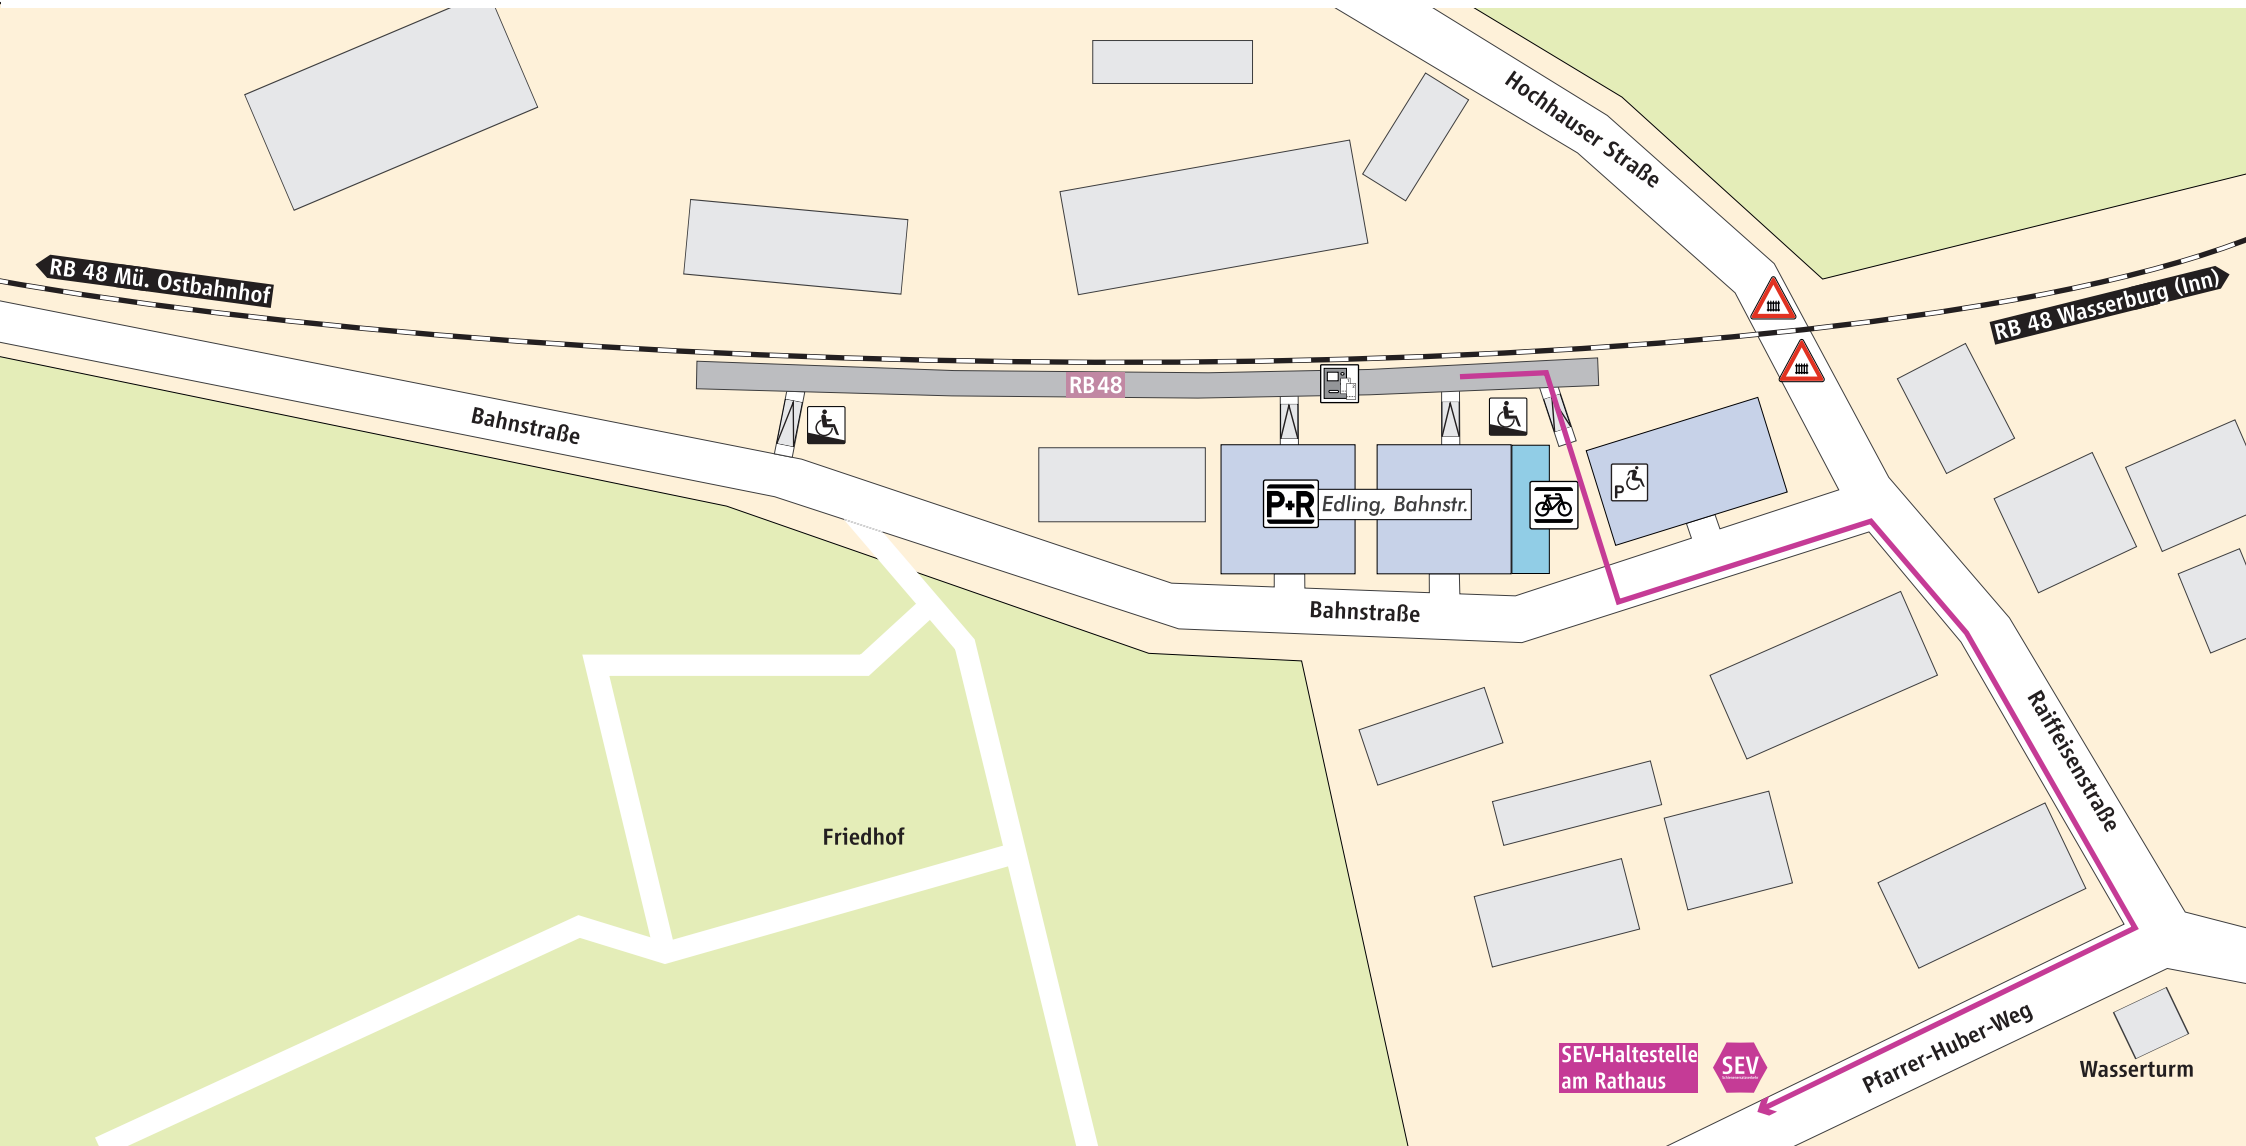 Hochhauser Straße
RB 48 Mü. Ostbahnhof
RB 48 Wasserburg (Inn)
RB48
Bahnstraße
P
P+R
Edling, Bahnstr.
Bahnstraße
Raiffeisenstraße
Friedhof
SEV-Haltestelle
am Rathaus
SEV
Pfarrer-Huber-Weg
Wasserturm